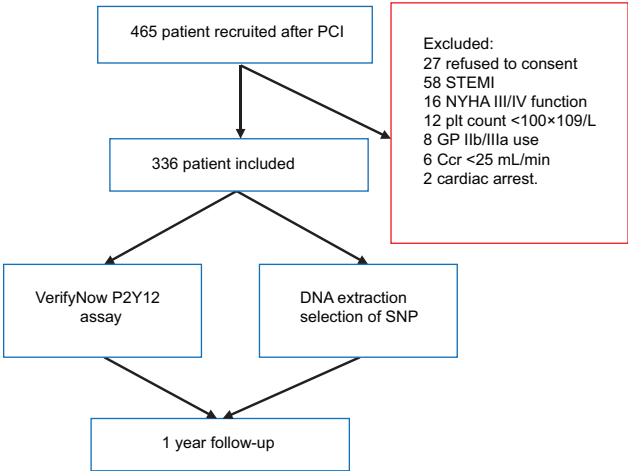 465 patient recruited after PCI
Excluded:
27 refused to consent
58 STEMI
16 NYHA III/IV function
12 plt count <100×109/L
8 GP IIb/IIIa use
6 Ccr <25 mL/min
2 cardiac arrest.
336 patient included
VerifyNow P2Y12
assay
DNA extraction
selection of SNP
1 year follow-up